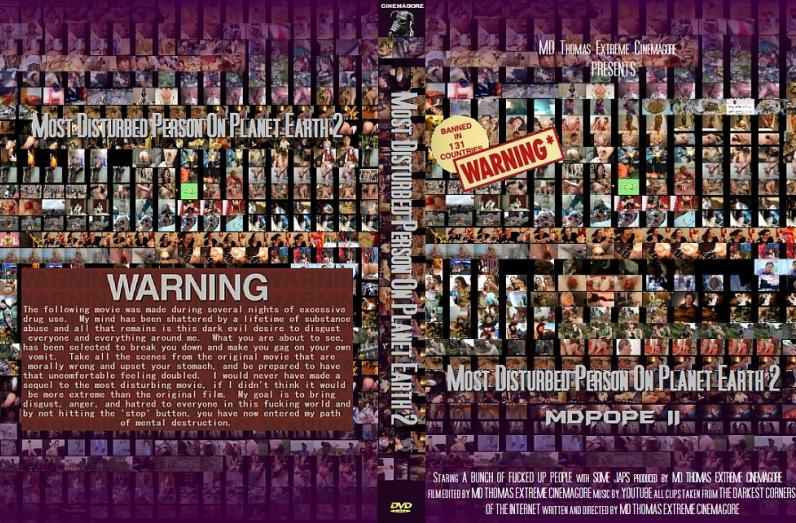 MOST DISTURBED PERSON ON PLANET EARTH 2
WARNING
The following movie was made during several nights of excessive
drug use. My mind has been shattered by a lifetime of substance
abuse and all that remains is this dark evil desire to disgust
everyone and everything around me. What you are about to see,
has been selected to break you down and make you gag on your own
vomit. Take all the scenes from the original movie that are
morally wrong and upset your stomach, and be prepared to have
that uncomfortable feeling doubled. I would never have made a
sequel to the most disturbing movie, if I didn't think it would
be more extreme than the original film. My goal is to bring
disgust, anger, and hatred to everyone in this fucking world and
by not hitting the 'stop' button, you have now entered my path
of mental destruction.
CINEMAGORE
MOST DISTURBED PERSON ON PLANET EARTH 2
DVD
MD THOMAS EXTREME CINEMAGORE
PRESENTS
BANNED
IN
131
COUNTRIES
WARNING*
MOST DISTURBED PERSON ON PLANET EARTH 2
MDPOPE II
STARING A BUNCH OF FUCKED UP PEOPLE WITH SOME JAPS PRODUCED BY MD THOMAS EXTREME CINEMAGORE
FILM EDITED BY MD THOMAS EXTREME CINEMAGORE MUSIC BY YOUTUBE ALL CLIPS TAKEN FROM THE DARKEST CORNERS
OF THE INTERNET WRITTEN AND DIRECTED BY MD THOMAS EXTREME CINEMAGORE